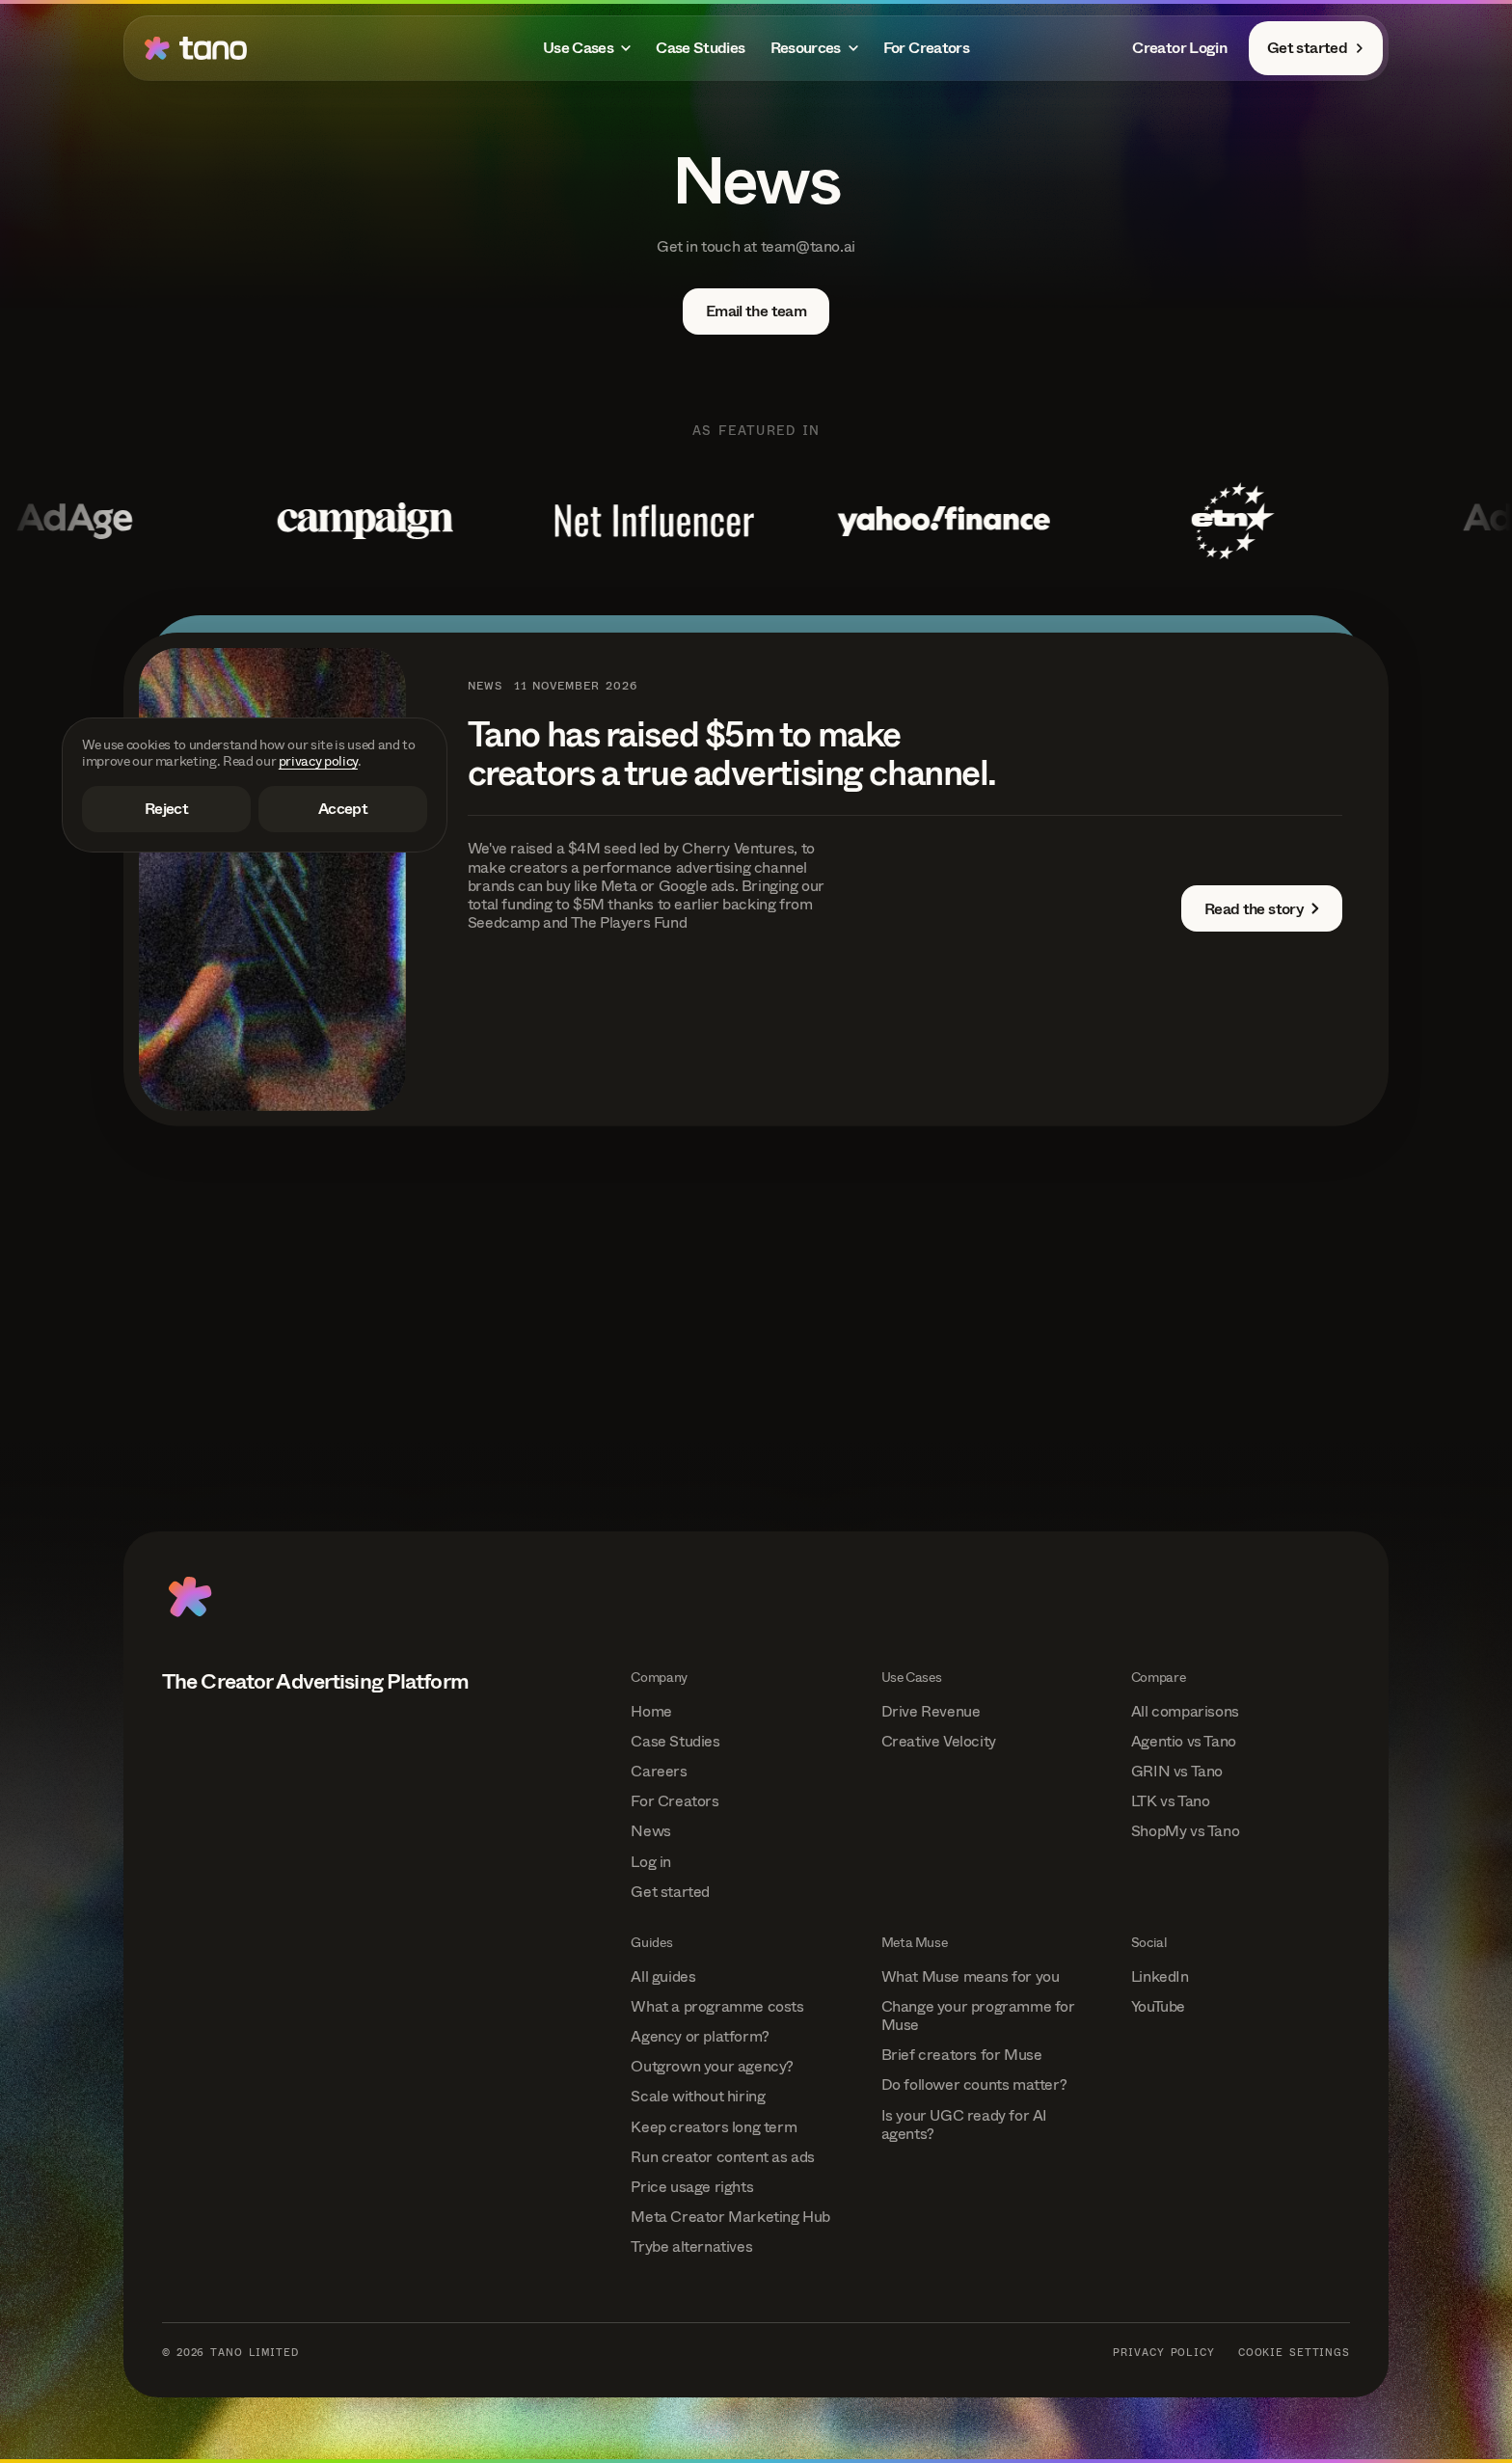 tano
Use Cases
Case Studies
Resources
For Creators
Creator Login
Get started
News
Get in touch at team@tano.ai
Email the team
AS FEATURED IN
AdAge
campaign
Net Influencer
yahoo!finance
etn
Ad
NEWS 11 NOVEMBER 2026
Tano has raised $5m to make
creators a true advertising channel.
We use cookies to understand how our site is used and to
improve our marketing. Read our privacy policy.
Reject
Accept
We've raised a $4M seed led by Cherry Ventures, to
make creators a performance advertising channel
brands can buy like Meta or Google ads. Bringing our
total funding to $5M thanks to earlier backing from
Seedcamp and The Players Fund
Read the story
The Creator Advertising Platform
Company
Home
Case Studies
Careers
For Creators
News
Log in
Get started
Use Cases
Drive Revenue
Creative Velocity
Compare
All comparisons
Agentio vs Tano
GRIN vs Tano
LTK vs Tano
ShopMy vs Tano
Guides
All guides
What a programme costs
Agency or platform?
Outgrown your agency?
Scale without hiring
Keep creators long term
Run creator content as ads
Price usage rights
Meta Creator Marketing Hub
Trybe alternatives
Meta Muse
What Muse means for you
Change your programme for
Muse
Brief creators for Muse
Do follower counts matter?
Is your UGC ready for AI
agents?
Social
LinkedIn
YouTube
© 2026 TANO LIMITED
PRIVACY POLICY
COOKIE SETTINGS